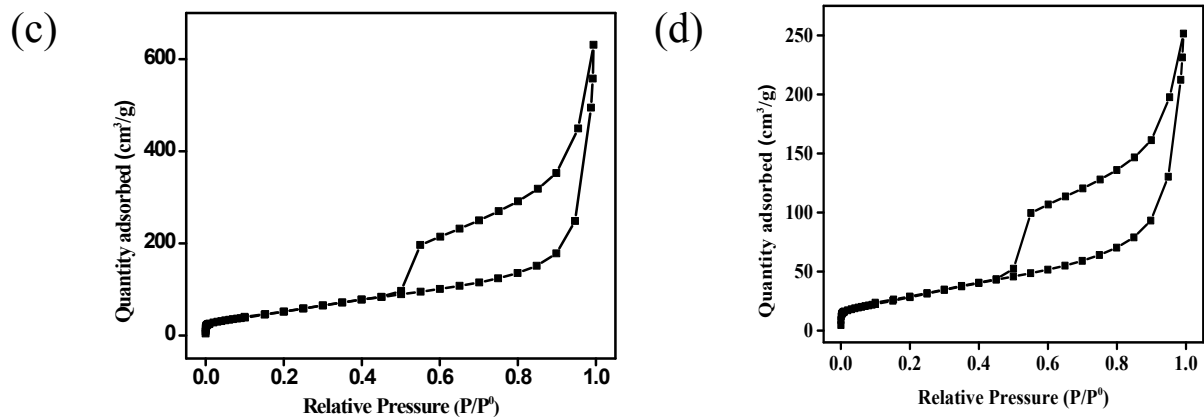 (c)
Quantity adsorbed (cm³/g)
600
400
200
0
0.0 0.2 0.4 0.6 0.8 1.0
Relative Pressure (P/P⁰)
(d)
Quantity adsorbed (cm³/g)
250
200
150
100
50
0
0.0 0.2 0.4 0.6 0.8 1.0
Relative Pressure (P/P⁰)